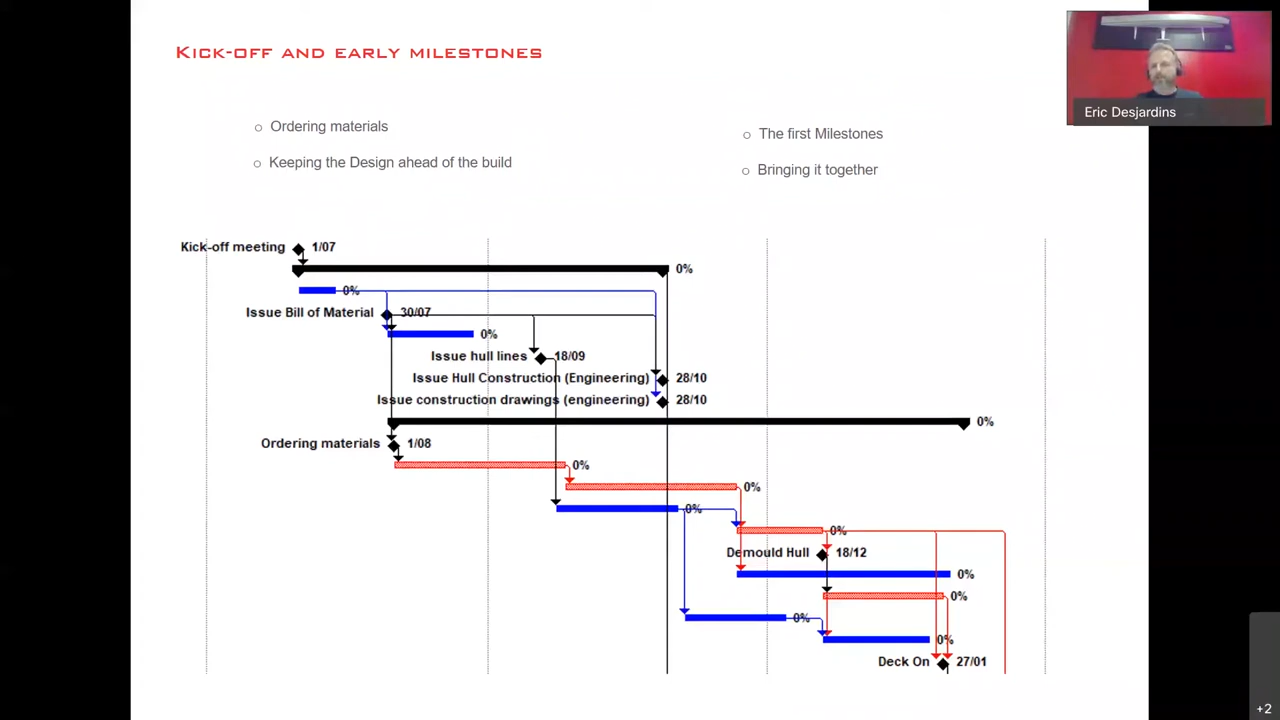 Kick-off and early milestones
Eric Desjardins
Ordering materials
Keeping the Design ahead of the build
The first Milestones
Bringing it together
Kick-off meeting 1/07
0%
0%
Issue Bill of Material 30/07
0%
Issue hull lines 18/09
Issue Hull Construction (Engineering) 28/10
Issue construction drawings (engineering) 28/10
0%
Ordering materials 1/08
0%
0%
0%
0%
Demould Hull 18/12
0%
0%
0%
0%
Deck On 27/01
+2